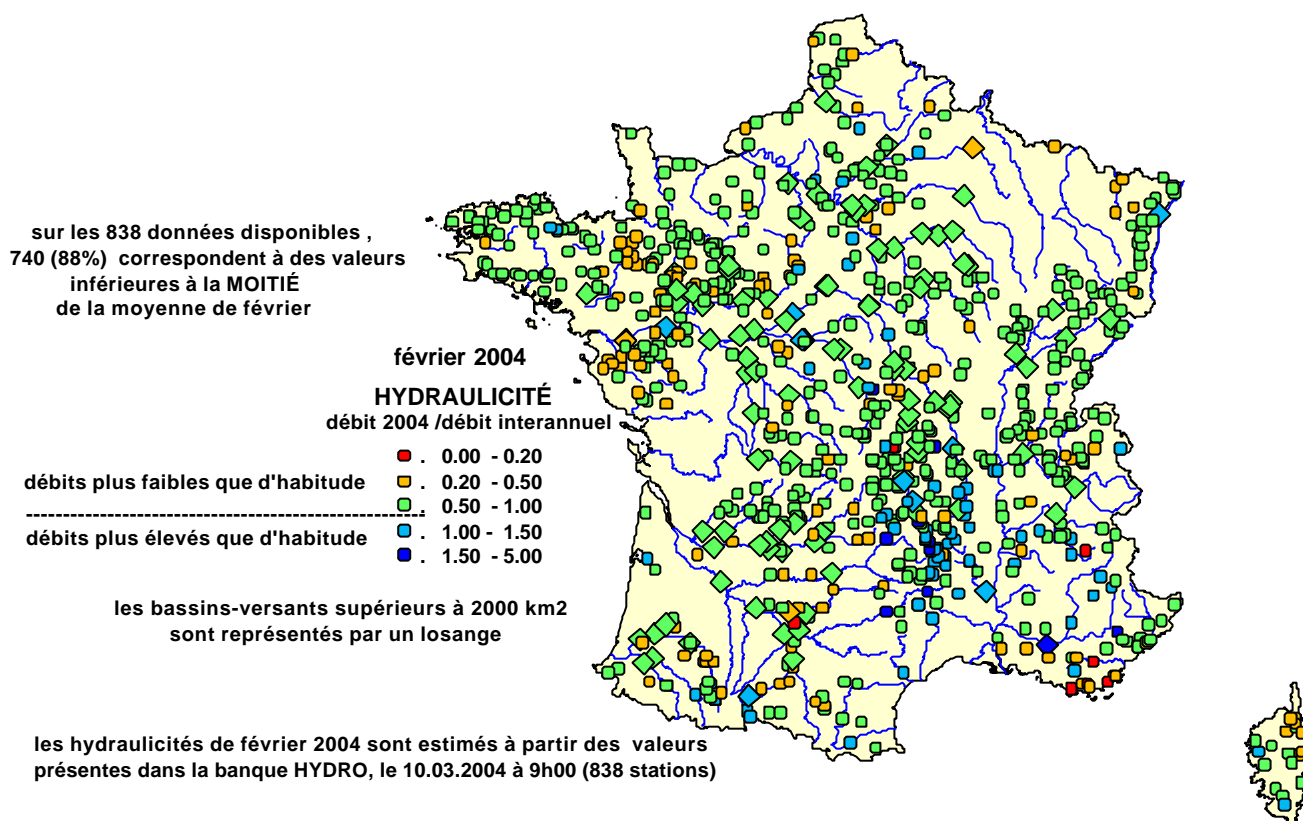 sur les 838 données disponibles ,
740 (88%) correspondent à des valeurs
inférieures à la MOITIÉ
de la moyenne de février
février 2004
HYDRAULICITÉ
débit 2004 /débit interannuel
. 0.00 - 0.20
débits plus faibles que d'habitude . 0.20 - 0.50
. 0.50 - 1.00
-----------------------------------------------
débits plus élevés que d'habitude . 1.00 - 1.50
. 1.50 - 5.00
les bassins-versants supérieurs à 2000 km2
sont représentés par un losange
les hydraulicités de février 2004 sont estimés à partir des valeurs
présentes dans la banque HYDRO, le 10.03.2004 à 9h00 (838 stations)